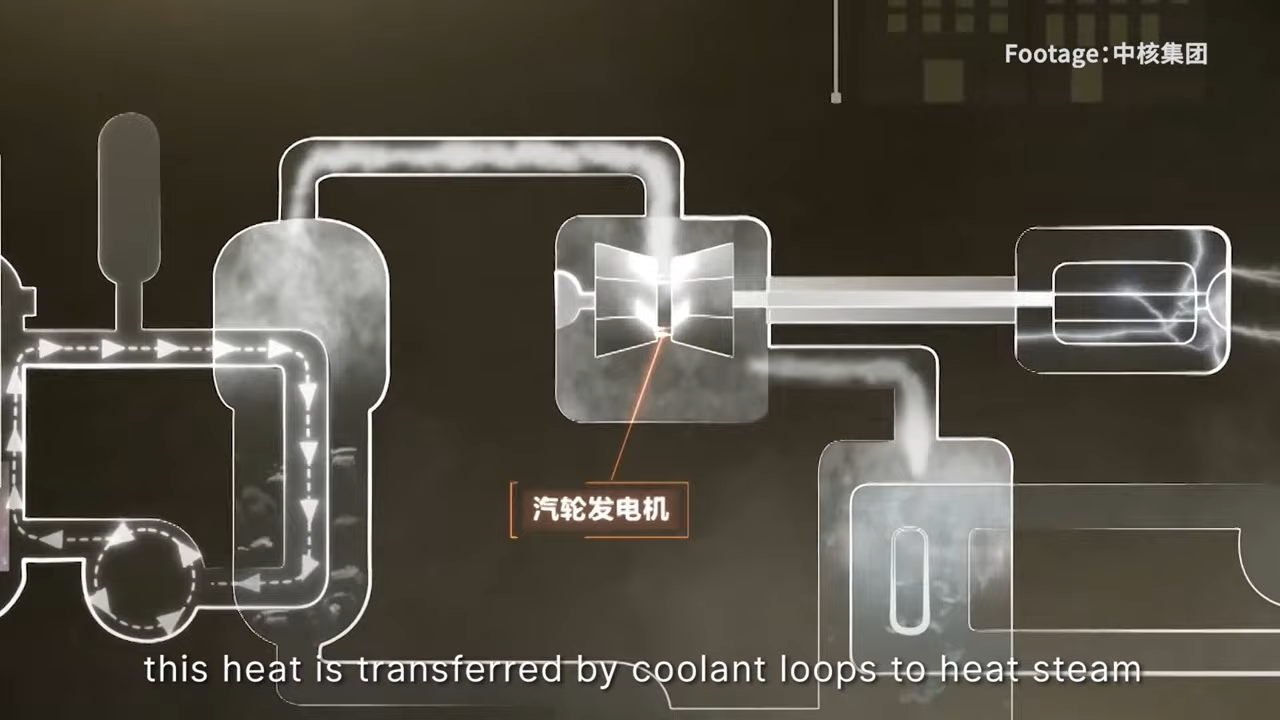 Footage：中核集团
汽轮发电机
this heat is transferred by coolant loops to heat steam